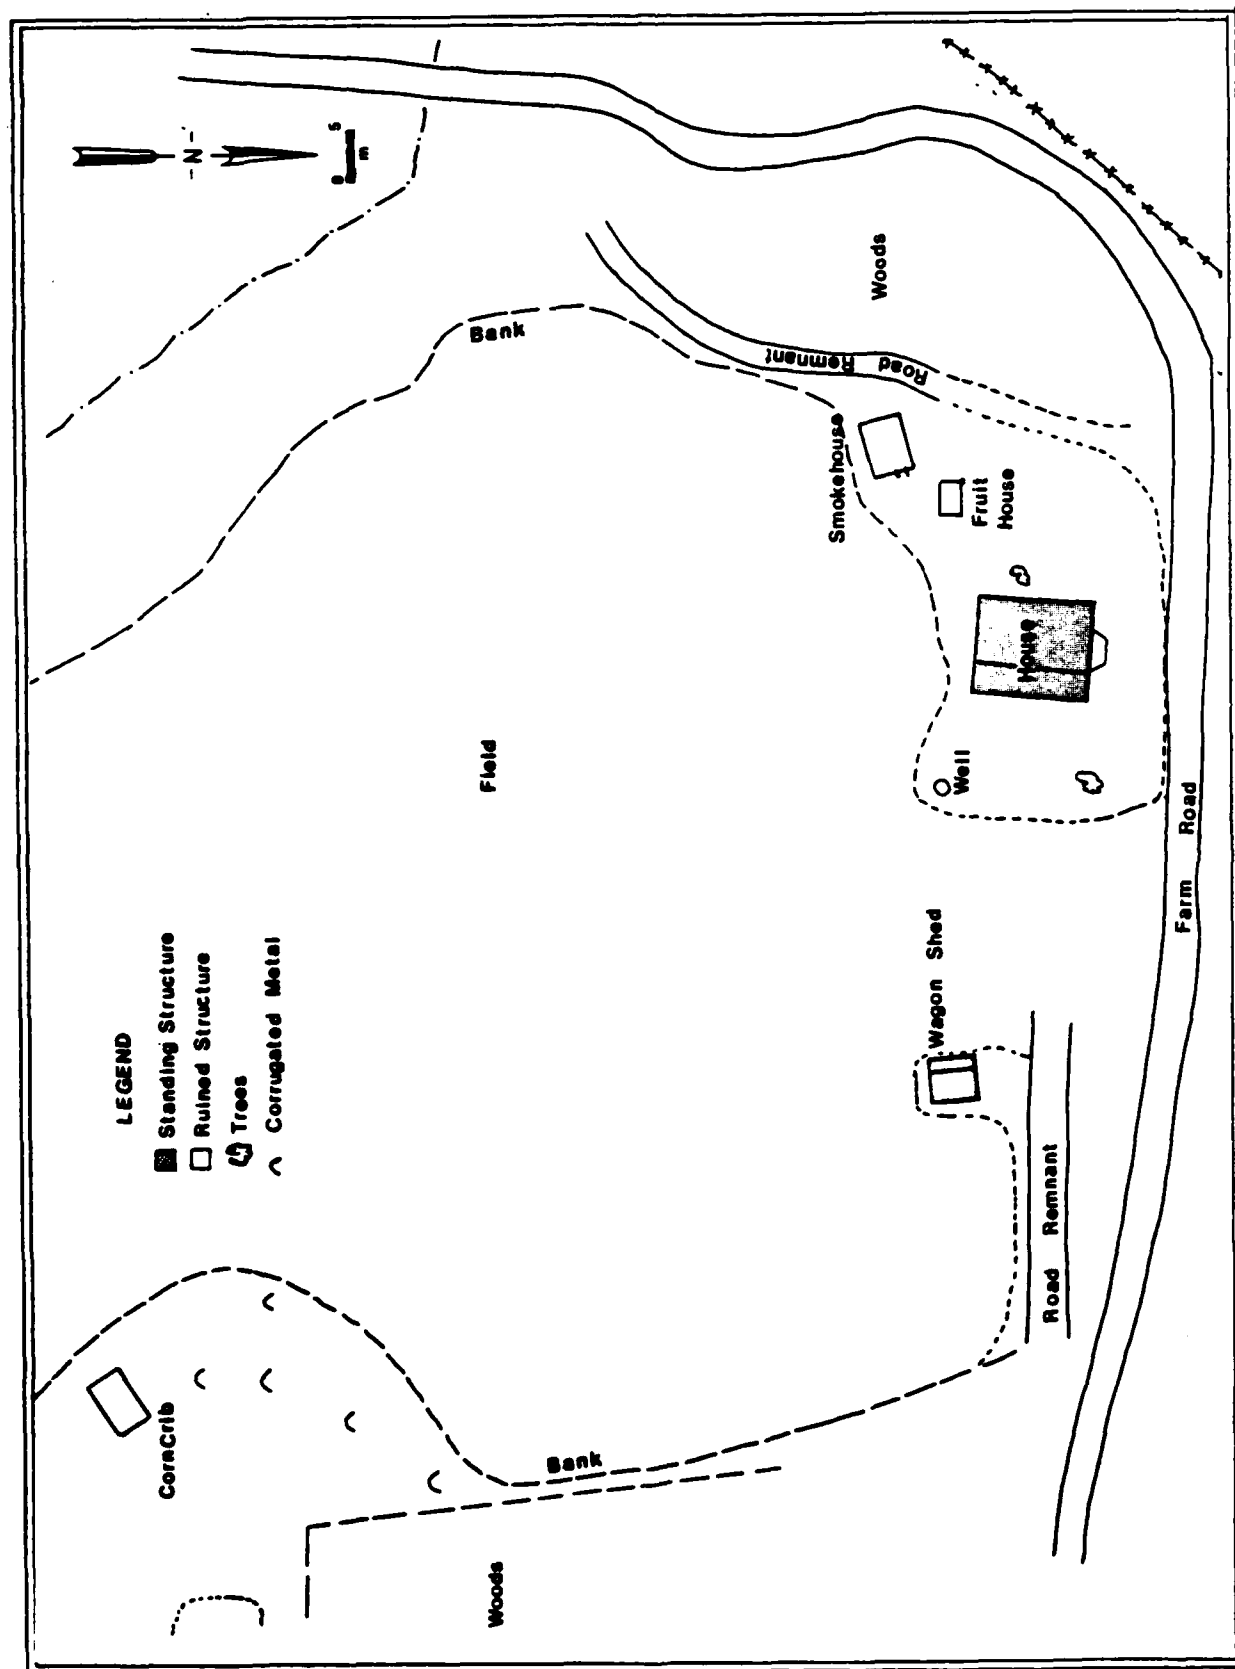 -N-
0 5
m
LEGEND
Standing Structure
Ruined Structure
Trees
Corrugated Metal
CornCrib
Woods
Bank
Field
Bank
Smokehouse
Fruit
House
House
Well
Wagon Shed
Road Remnant
Road Remnant
Woods
Farm Road